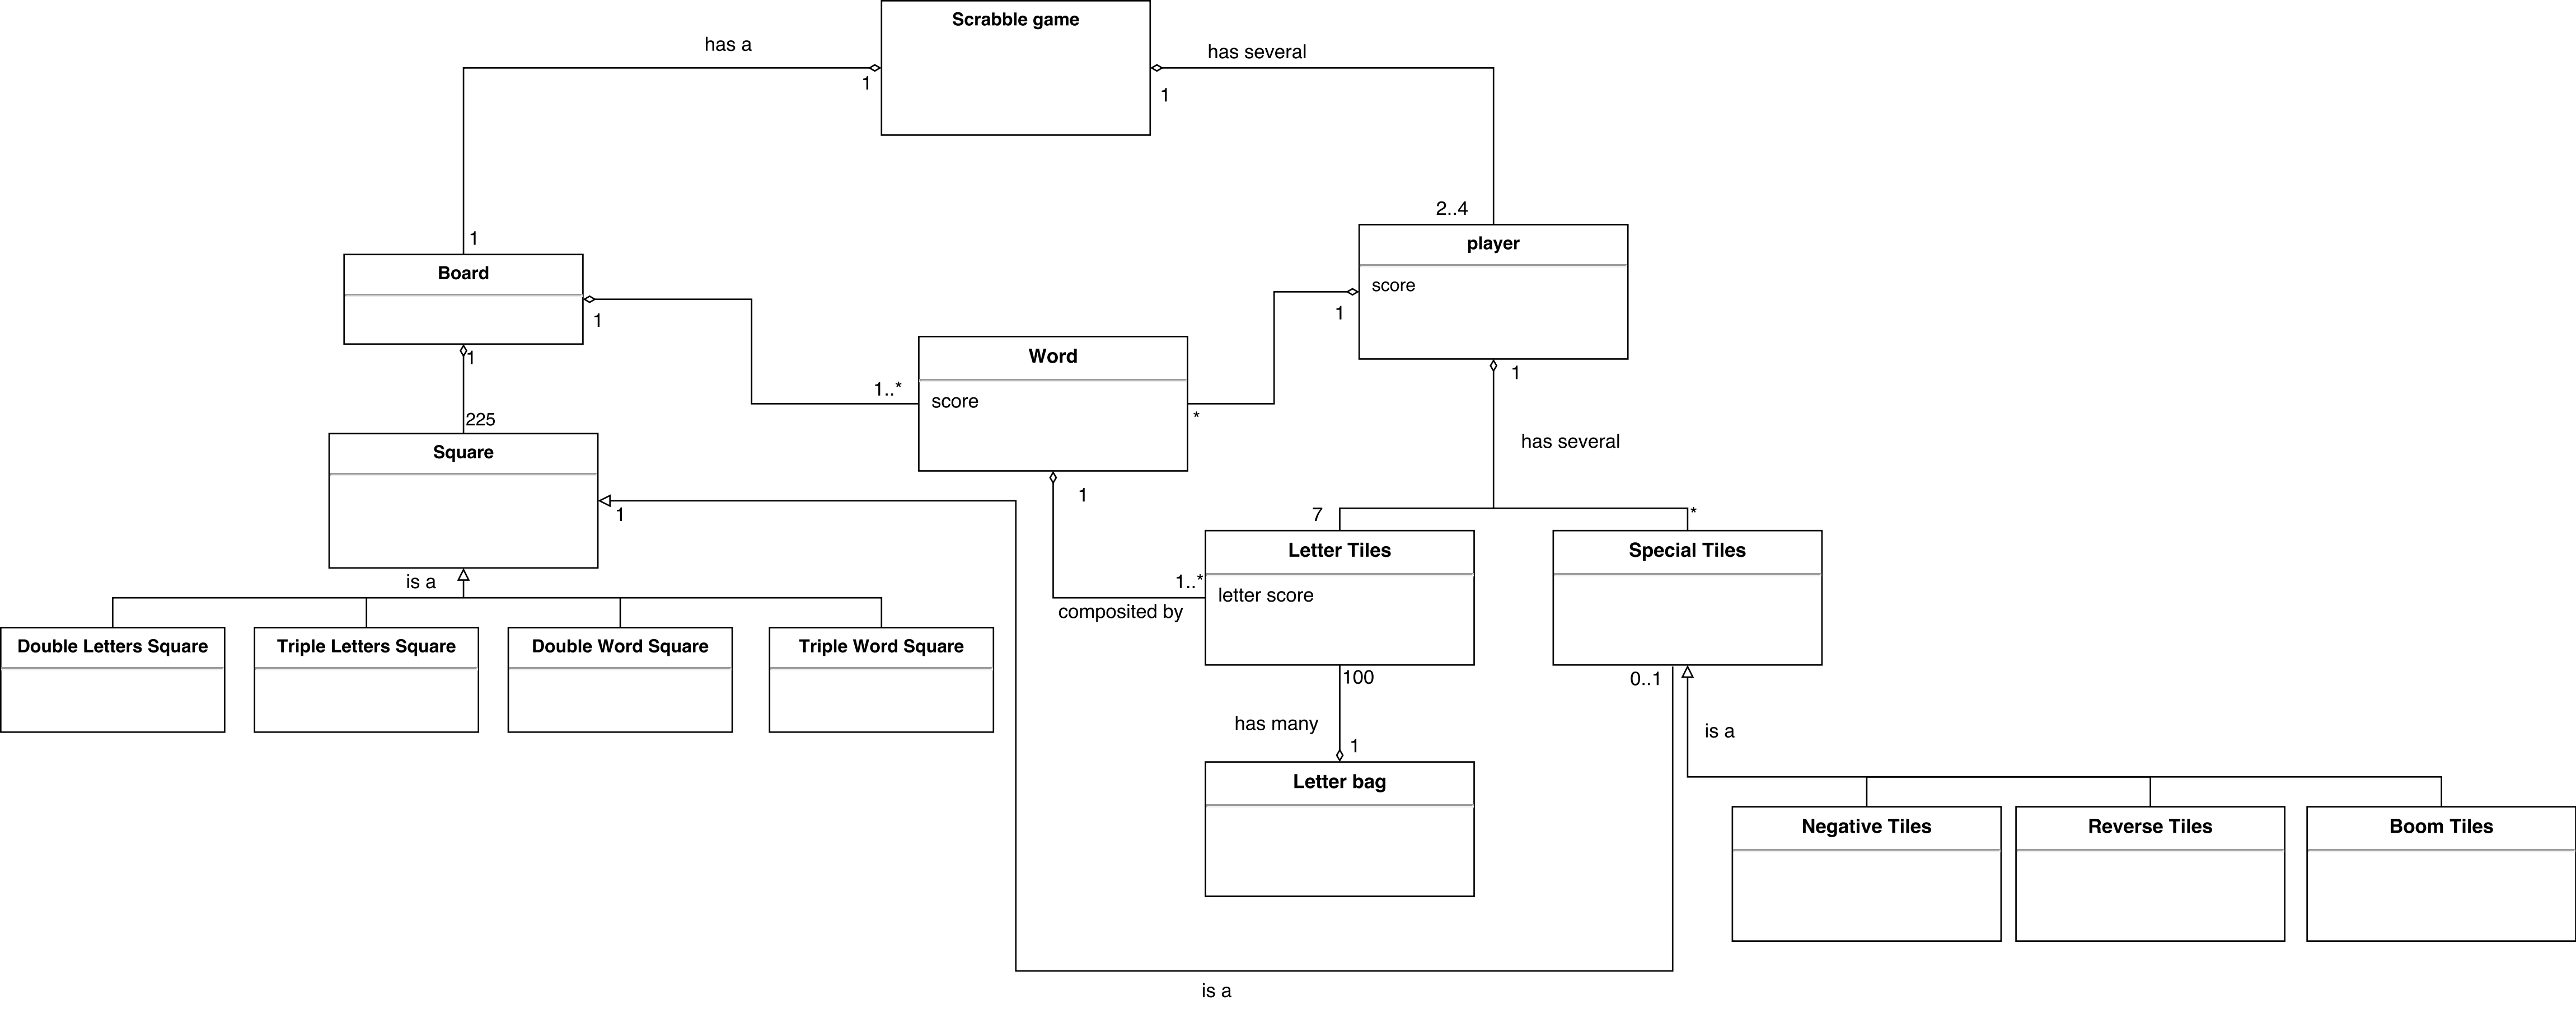 Scrabble game
has a
has several
1
1
2..4
1
player
Board
score
1
1
1
Word
1..*
score
*
1
225
has several
Square
1
1
7
*
Letter Tiles
Special Tiles
is a
1..*
letter score
composited by
Double Letters Square
Triple Letters Square
Double Word Square
Triple Word Square
100
0..1
has many
is a
1
Letter bag
Negative Tiles
Reverse Tiles
Boom Tiles
is a